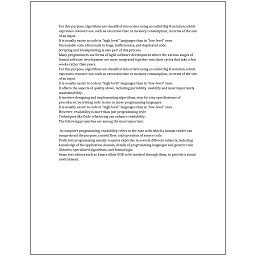 For this purpose, algorithms are classified into orders using so-called Big O notation, which
expresses resource use, such as execution time or memory consumption, in terms of the size
of an input.
It is usually easier to code in "high-level" languages than in "low-level" ones.
Unreadable code often leads to bugs, inefficiencies, and duplicated code.
Scripting and breakpointing is also part of this process.
Many programmers use forms of Agile software development where the various stages of
formal software development are more integrated together into short cycles that take a few
weeks rather than years.
For this purpose, algorithms are classified into orders using so-called Big O notation, which
expresses resource use, such as execution time or memory consumption, in terms of the size
of an input.
It is usually easier to code in "high-level" languages than in "low-level" ones.
It affects the aspects of quality above, including portability, usability and most importantly
maintainability.
It involves designing and implementing algorithms, step-by-step specifications of
procedures, by writing code in one or more programming languages.
It is usually easier to code in "high-level" languages than in "low-level" ones.
However, readability is more than just programming style.
Techniques like Code refactoring can enhance readability.
The following properties are among the most important.

In computer programming, readability refers to the ease with which a human reader can
comprehend the purpose, control flow, and operation of source code.
Proficient programming usually requires expertise in several different subjects, including
knowledge of the application domain, details of programming languages and generic code
libraries, specialized algorithms, and formal logic.
Some text editors such as Emacs allow GDB to be invoked through them, to provide a visual
environment.